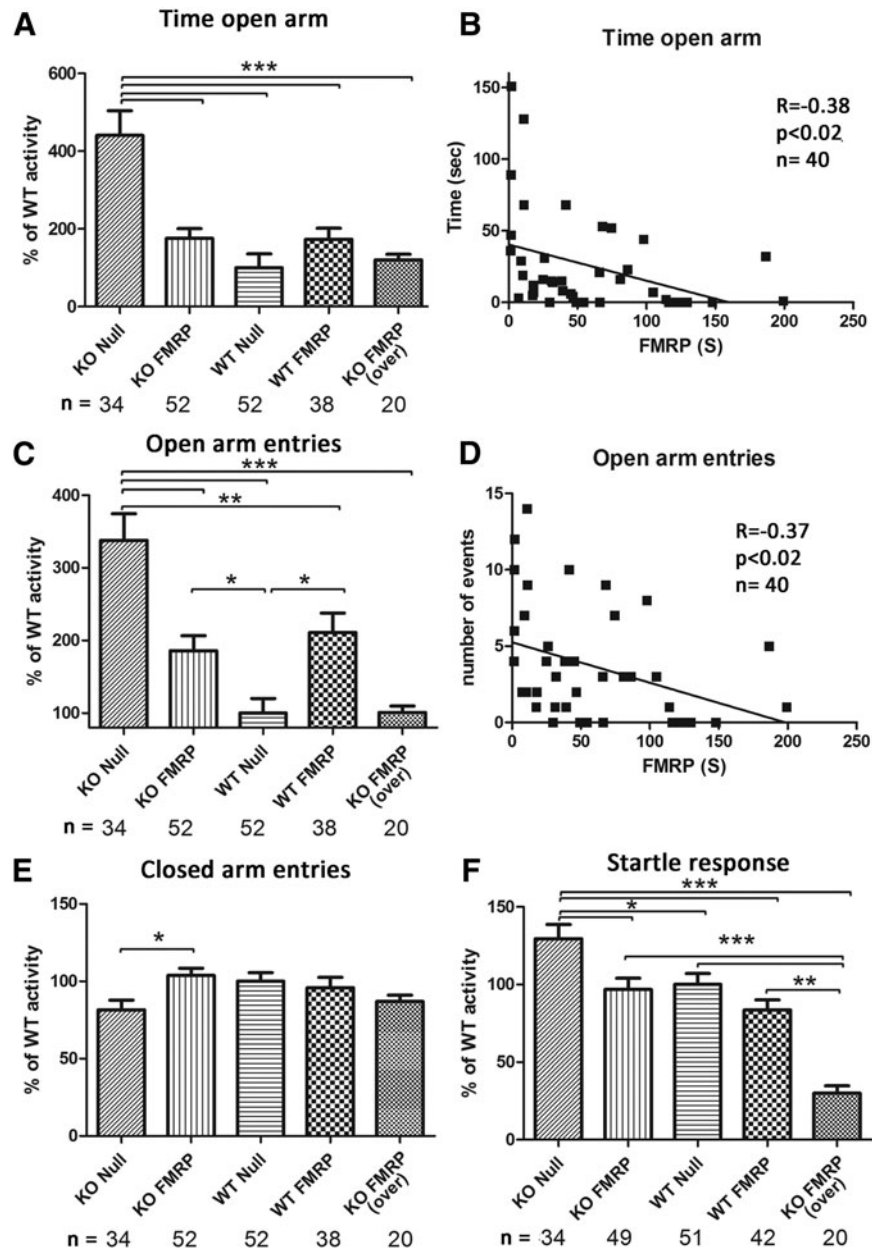 A
Time open arm
% of WT activity
600
400
200
0
***
KO Null
KO FMRP
WT Null
WT FMRP
KO FMRP
(over)
n = 34 52 52 38 20
B
Time open arm
Time (sec)
150
100
50
0
R=-0.38
p<0.02
n= 40
0 50 100 150 200 250
FMRP (S)
C
Open arm entries
% of WT activity
400
300
200
100
***
**
* *
KO Null
KO FMRP
WT Null
WT FMRP
KO FMRP
(over)
n = 34 52 52 38 20
D
Open arm entries
number of events
15
10
5
0
R=-0.37
p<0.02
n= 40
0 50 100 150 200 250
FMRP (S)
E
Closed arm entries
% of WT activity
150
100
50
0
*
KO Null
KO FMRP
WT Null
WT FMRP
KO FMRP
(over)
n = 34 52 52 38 20
F
Startle response
% of WT activity
150
100
50
0
***
*
***
**
KO Null
KO FMRP
WT Null
WT FMRP
KO FMRP
(over)
n = 34 49 51 42 20